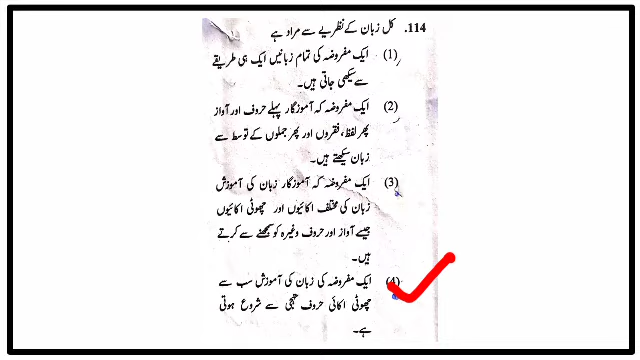 114. کل زبان کے نظریے سے مراد ہے
(1) ایک مفروضہ کی تمام زبانیں ایک ہی طریقے
سے سیکھی جاتی ہیں۔
(2) ایک مفروضہ کہ آموزگار پہلے حروف اور آواز
پھر لفظ، فقروں اور پھر جملوں کے توسط سے
زبان سیکھتے ہیں۔
(3) ایک مفروضہ کہ آموزگار زبان کی آموزش
زبان کی مختلف اکائیوں اور چھوٹی اکائیوں
جیسے آواز اور حروف وغیرہ کو سمجھنے سے کرتے
ہیں۔
(4) ایک مفروضہ کی زبان کی آموزش سب سے
چھوٹی اکائی حروف تہجی سے شروع ہوتی
ہے۔